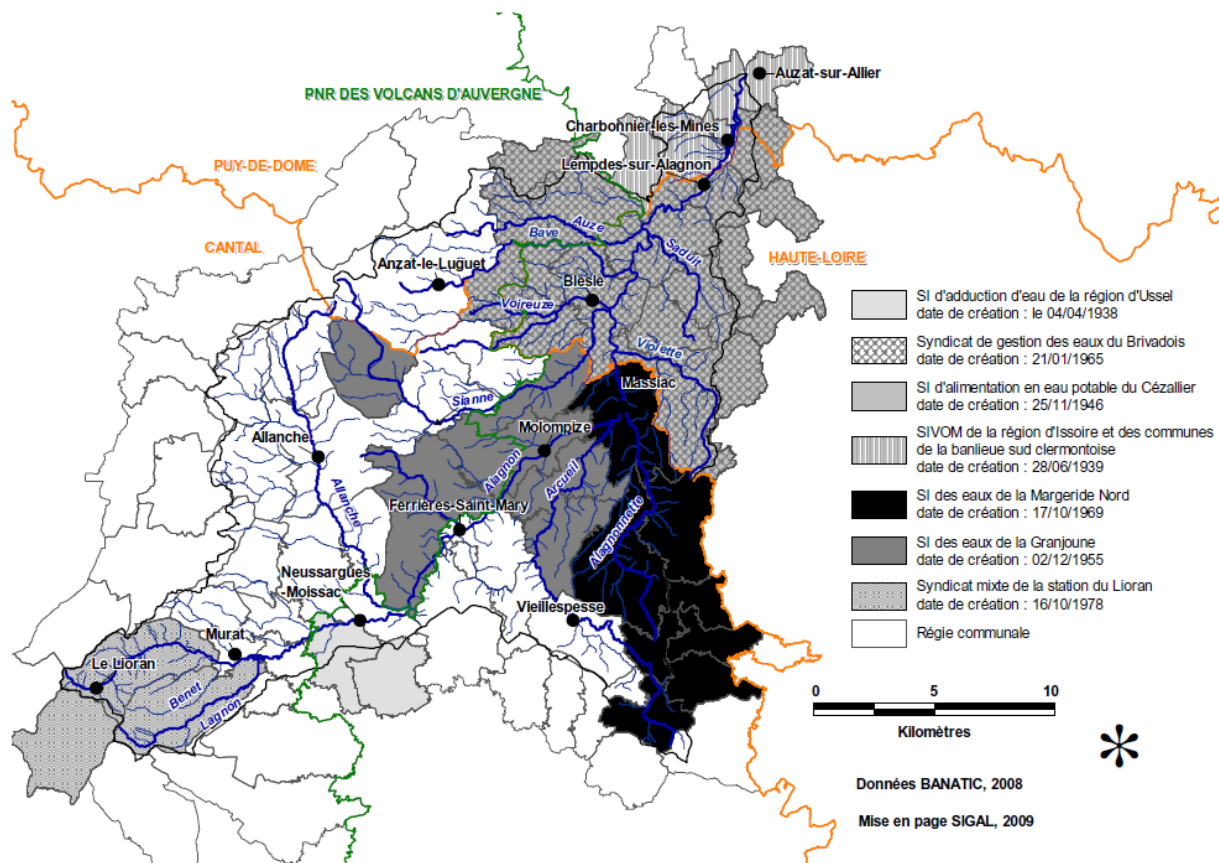 Auzat-sur-Allier
PNR DES VOLCANS D'AUVERGNE
Charbonnier-les-Mines
PUY-DE-DOME
Lempdes-sur-Alagnon
CANTAL
Auze
Bave
Saduit
HAUTE-LOIRE
Anzat-le-Luguet
Blesle
Voireuze
Violette
Massiac
Sianne
Molompize
Allanche
Alagnon
Arcueil
Allanche
Ferrières-Saint-Mary
Alagnonnette
Neussargues
-Moissac
Vieillespesse
Murat
Le Lioran
Benet
Lagnon
SI d'adduction d'eau de la région d'Ussel
date de création : le 04/04/1938
Syndicat de gestion des eaux du Brivadois
date de création : 21/01/1965
SI d'alimentation en eau potable du Cézallier
date de création : 25/11/1946
SIVOM de la région d'Issoire et des communes
de la banlieue sud clermontoise
date de création : 28/06/1939
SI des eaux de la Margeride Nord
date de création : 17/10/1969
SI des eaux de la Granjoune
date de création : 02/12/1955
Syndicat mixte de la station du Lioran
date de création : 16/10/1978
Régie communale
0 5 10
Kilomètres
Données BANATIC, 2008
Mise en page SIGAL, 2009